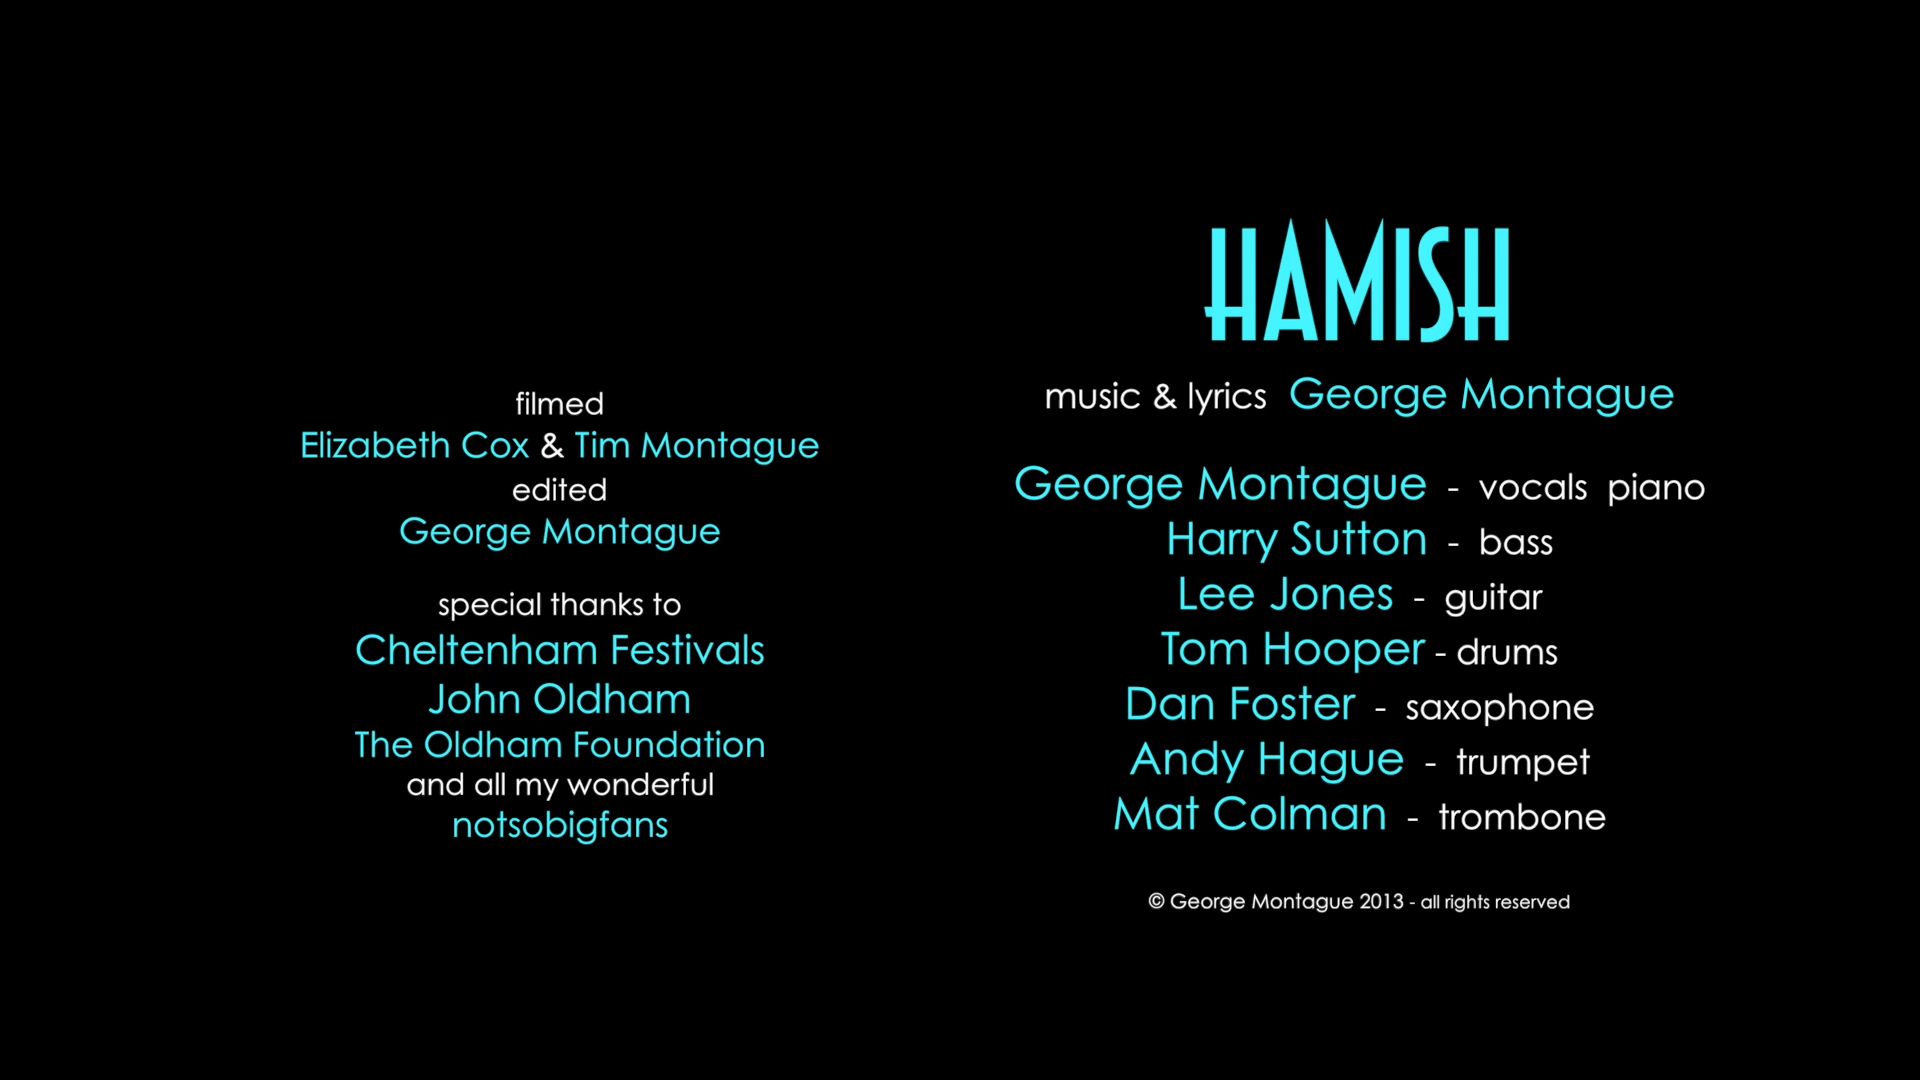 filmed
Elizabeth Cox & Tim Montague
edited
George Montague
special thanks to
Cheltenham Festivals
John Oldham
The Oldham Foundation
and all my wonderful
notsobigfans
HAMISH
music & lyrics George Montague
George Montague - vocals piano
Harry Sutton - bass
Lee Jones - guitar
Tom Hooper - drums
Dan Foster - saxophone
Andy Hague - trumpet
Mat Colman - trombone
© George Montague 2013 - all rights reserved